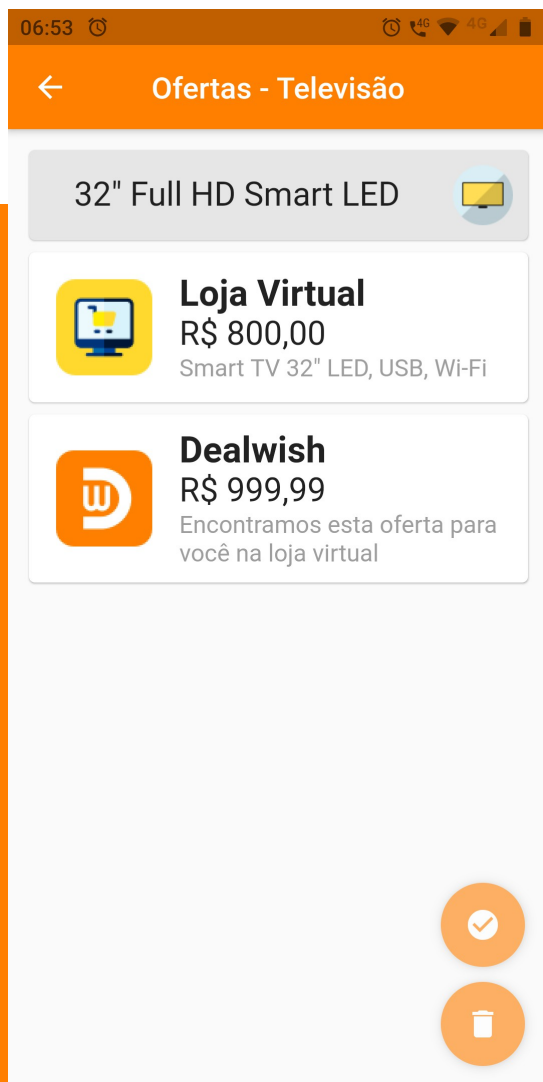 06:53 4G 4G
Ofertas - Televisão
32" Full HD Smart LED
Loja Virtual
R$ 800,00
Smart TV 32" LED, USB, Wi-Fi
Dealwish
R$ 999,99
Encontramos esta oferta para
você na loja virtual